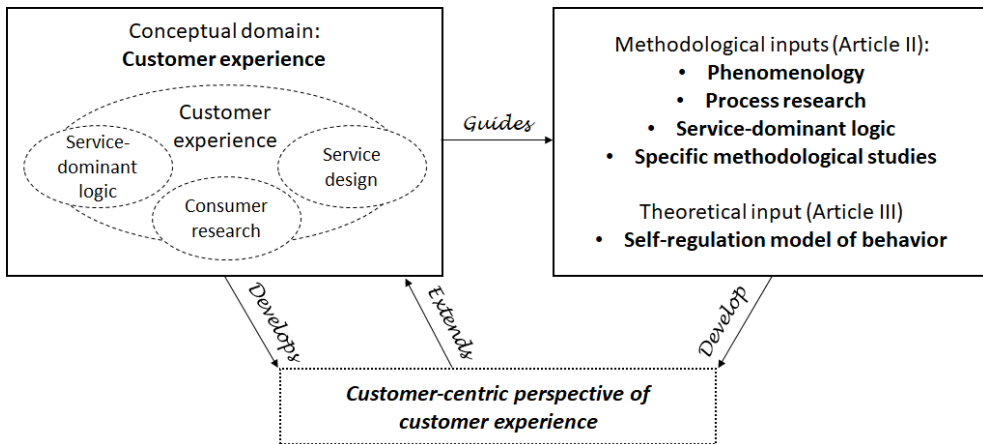 Conceptual domain:
Customer experience
Customer
experience
Service-
dominant
logic
Service
design
Consumer
research
Guides
Methodological inputs (Article II):
• Phenomenology
• Process research
• Service-dominant logic
• Specific methodological studies
Theoretical input (Article III)
• Self-regulation model of behavior
Develops
Extends
Develop
Customer-centric perspective of
customer experience